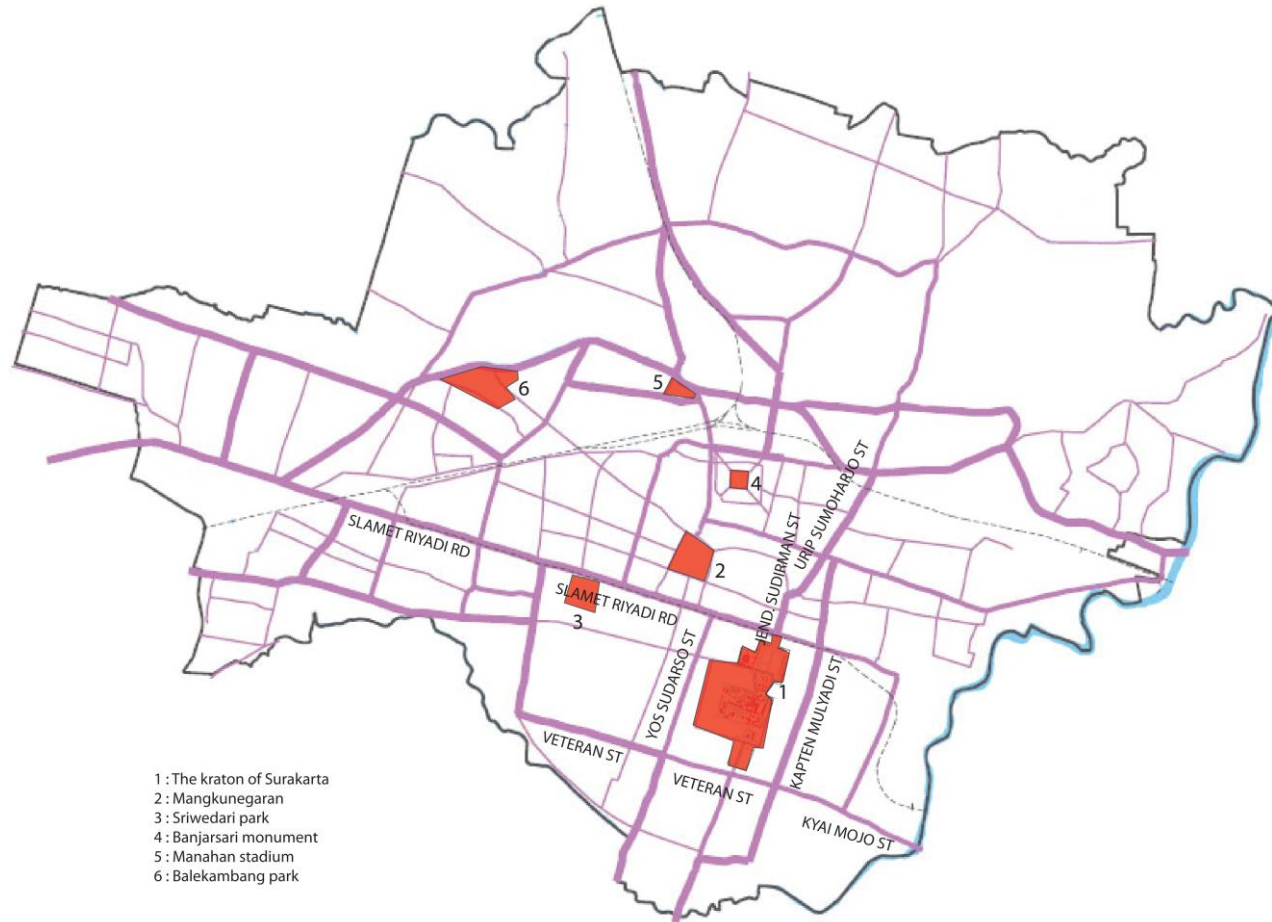 6
5
4
URIP SUMOHARJO ST
JEND. SUDIRMAN ST
SLAMET RIYADI RD
2
SLAMET RIYADI RD
3
YOS SUDARSO ST
1
KAPTEN MULYADI ST
VETERAN ST
VETERAN ST
KYAI MOJO ST
1 : The kraton of Surakarta
2 : Mangkunegaran
3 : Sriwedari park
4 : Banjarsari monument
5 : Manahan stadium
6 : Balekambang park